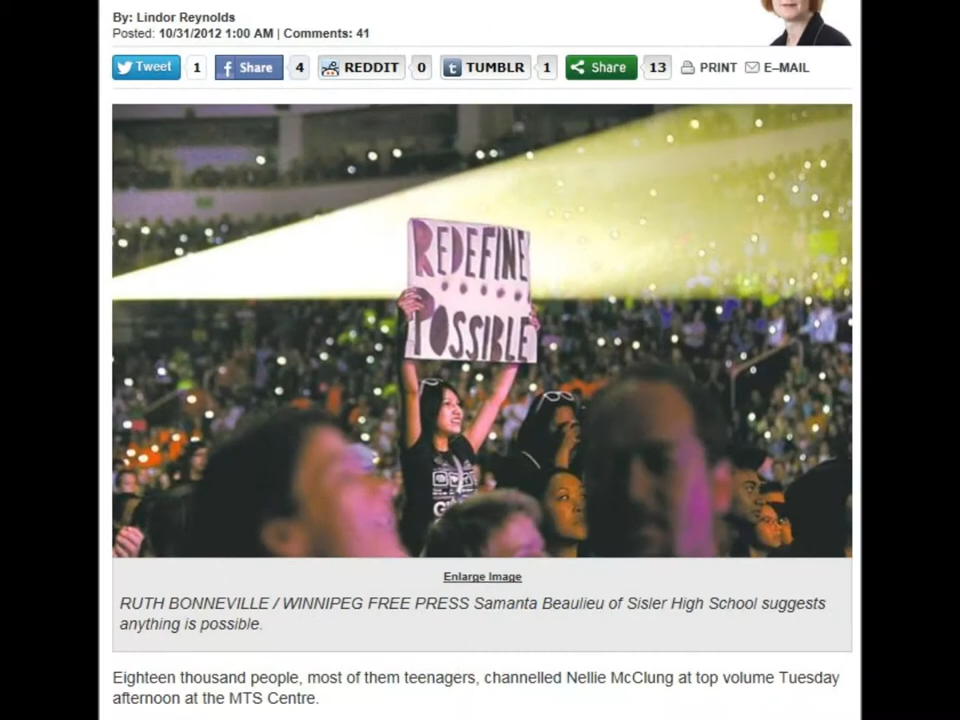 By: Lindor Reynolds
Posted: 10/31/2012 1:00 AM | Comments: 41
Tweet 1 Share 4 REDDIT 0 TUMBLR 1 Share 13 PRINT E–MAIL
REDEFINE
POSSIBLE
Enlarge Image
RUTH BONNEVILLE / WINNIPEG FREE PRESS Samanta Beaulieu of Sisler High School suggests
anything is possible.
Eighteen thousand people, most of them teenagers, channelled Nellie McClung at top volume Tuesday
afternoon at the MTS Centre.